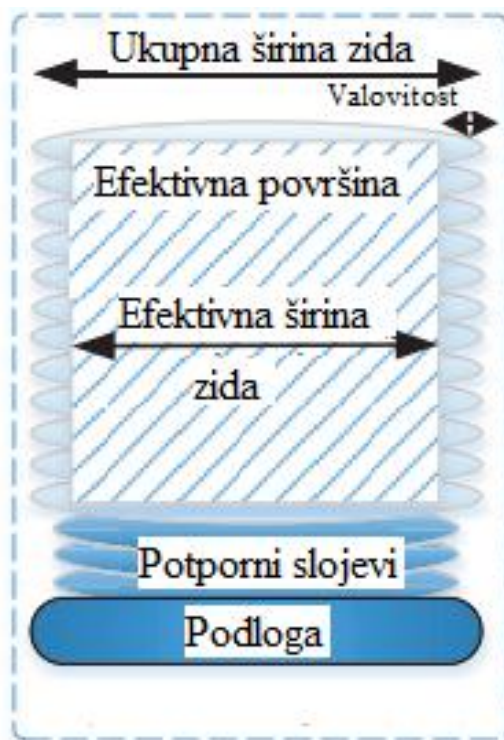 Ukupna širina zida
Valovitost
Efektivna površina
Efektivna širina
zida
Potporni slojevi
Podloga